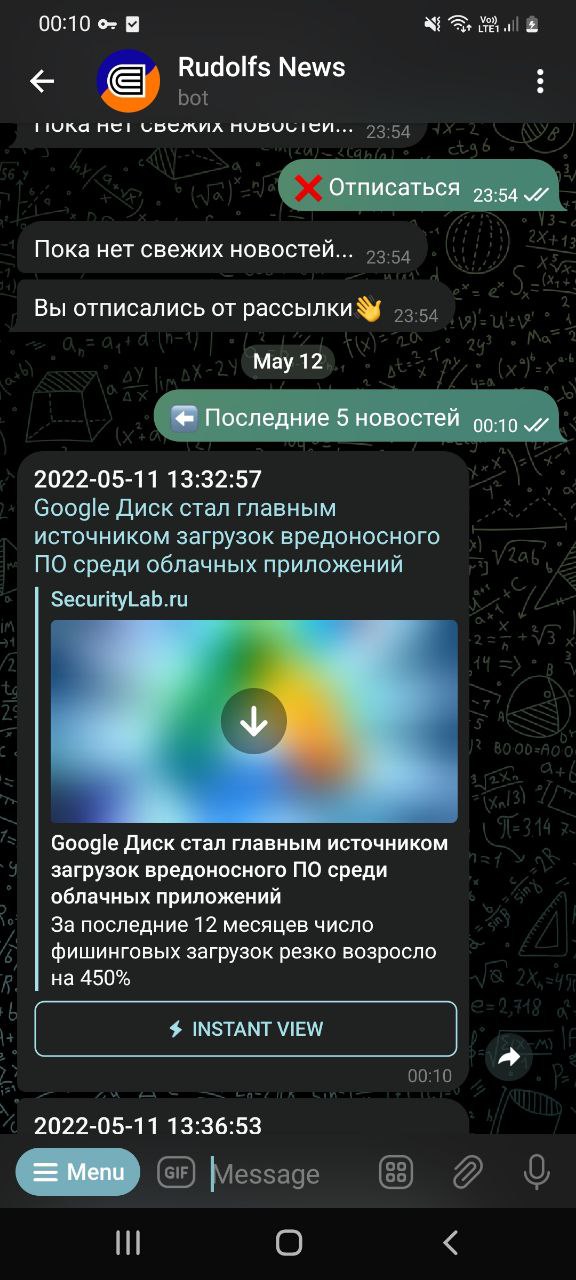 00:10
Vo))
LTE1
Rudolfs News
bot
Пока нет свежих новостей... 23:54
❌ Отписаться 23:54
Пока нет свежих новостей... 23:54
Вы отписались от рассылки👋 23:54
May 12
⬅️ Последние 5 новостей 00:10
2022-05-11 13:32:57
Google Диск стал главным
источником загрузок вредоносного
ПО среди облачных приложений
SecurityLab.ru
Google Диск стал главным источником
загрузок вредоносного ПО среди
облачных приложений
За последние 12 месяцев число
фишинговых загрузок резко возросло
на 450%
INSTANT VIEW
00:10
2022-05-11 13:36:53
Menu
GIF
Message